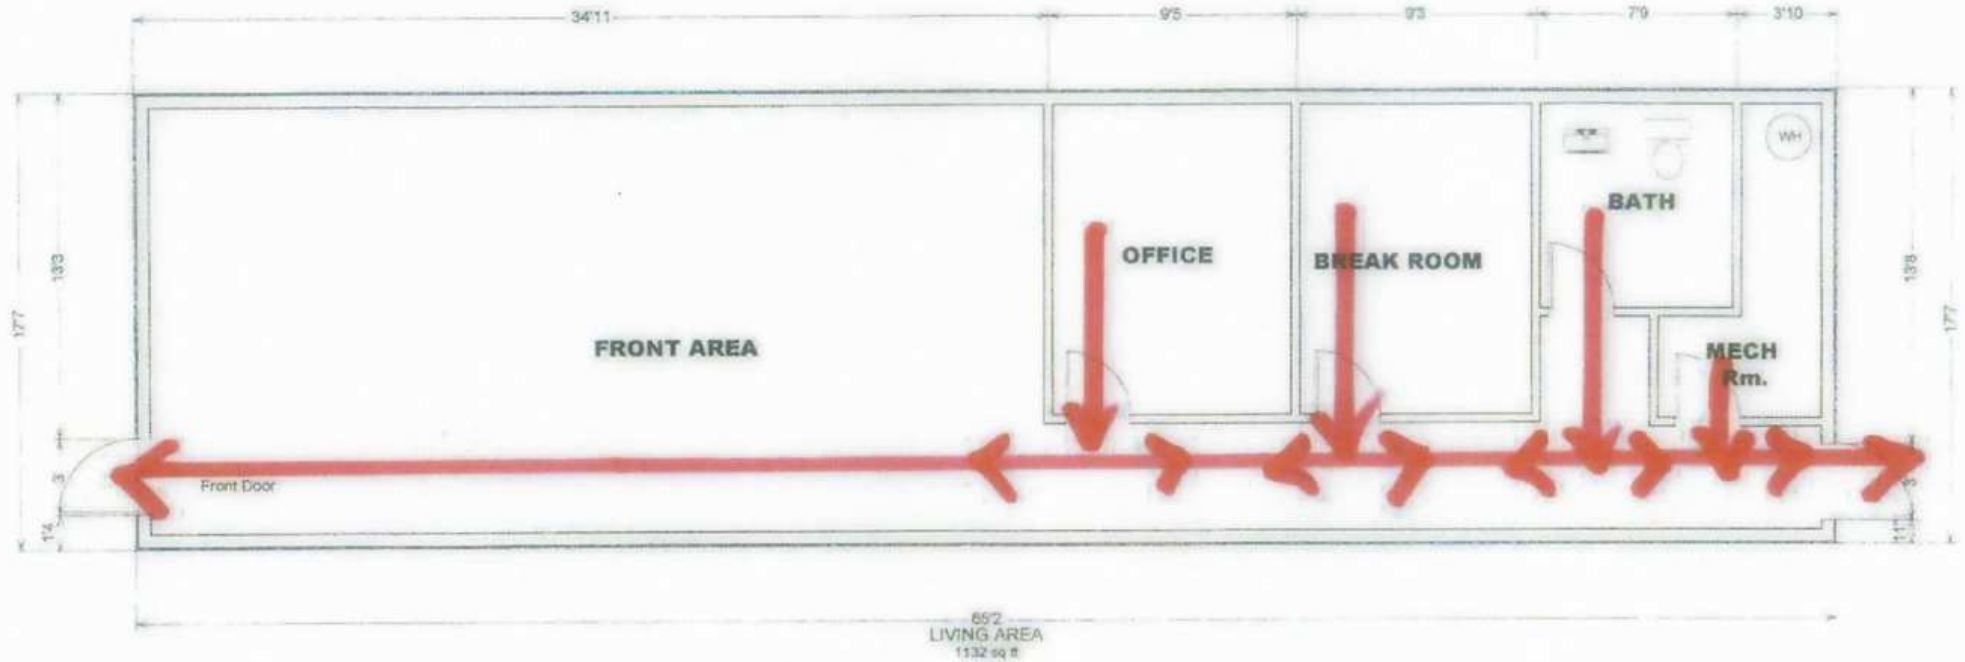 34'11
9'5
9'3
7'9
3'10
WH
BATH
OFFICE
BREAK ROOM
13'3
13'8
17'7
17'7
FRONT AREA
MECH
Rm.
3
Front Door
3
1'4
65'2
LIVING AREA
1132 sq ft